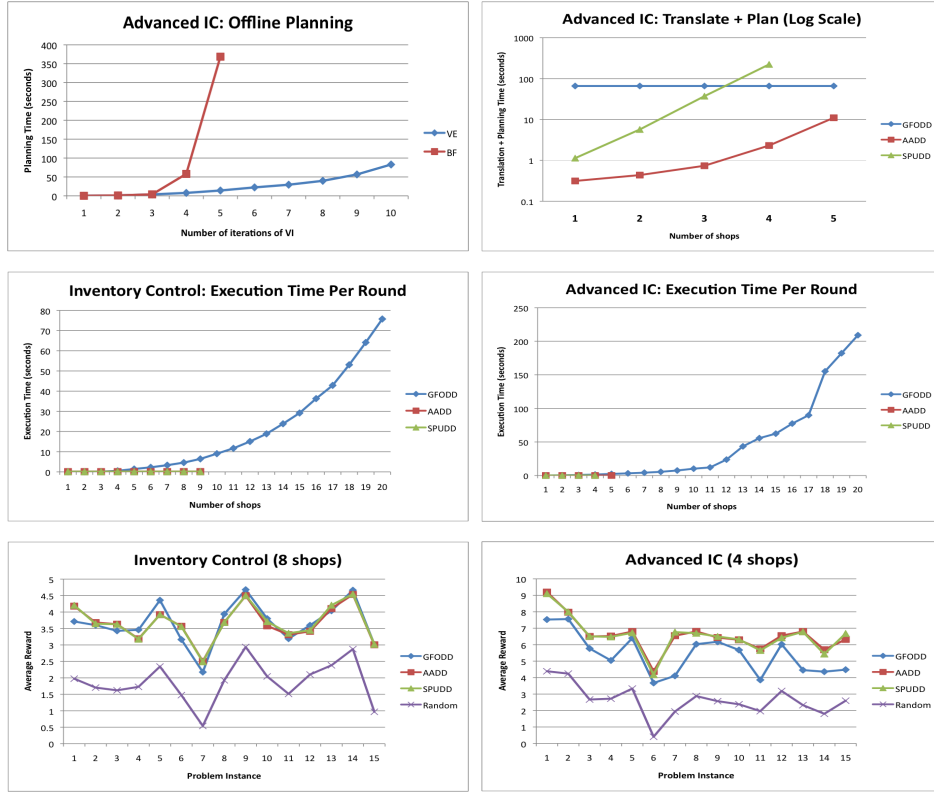 Advanced IC: Offline Planning
400
350
300
250
200
150
100
50
0
Planning Time (seconds)
1 2 3 4 5 6 7 8 9 10
Number of iterations of VI
VE
BF
Advanced IC: Translate + Plan (Log Scale)
1000
100
10
1
0.1
Translation + Planning Time (seconds)
1 2 3 4 5
Number of shops
GFODD
AADD
SPUDD
Inventory Control: Execution Time Per Round
80
70
60
50
40
30
20
10
0
Execution Time (seconds)
1 2 3 4 5 6 7 8 9 10 11 12 13 14 15 16 17 18 19 20
Number of shops
GFODD
AADD
SPUDD
Advanced IC: Execution Time Per Round
250
200
150
100
50
0
Execution Time (seconds)
1 2 3 4 5 6 7 8 9 10 11 12 13 14 15 16 17 18 19 20
Number of shops
GFODD
AADD
SPUDD
Inventory Control (8 shops)
5
4.5
4
3.5
3
2.5
2
1.5
1
0.5
0
Average Reward
1 2 3 4 5 6 7 8 9 10 11 12 13 14 15
Problem Instance
GFODD
AADD
SPUDD
Random
Advanced IC (4 shops)
10
9
8
7
6
5
4
3
2
1
0
Average Reward
1 2 3 4 5 6 7 8 9 10 11 12 13 14 15
Problem Instance
GFODD
AADD
SPUDD
Random